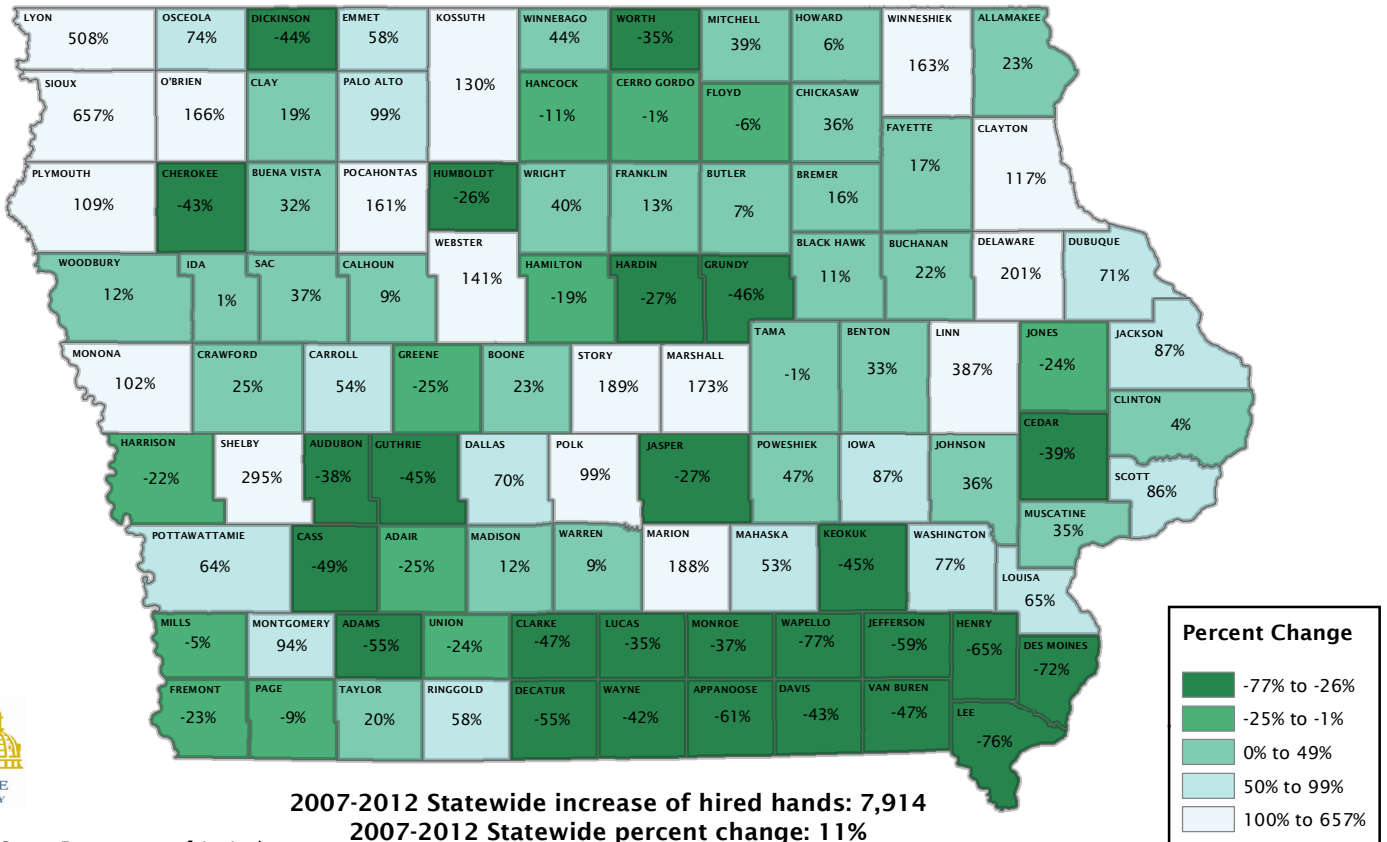 LYON
508%
OSCEOLA
74%
DICKINSON
-44%
EMMET
58%
KOSSUTH
130%
WINNEBAGO
44%
WORTH
-35%
MITCHELL
39%
HOWARD
6%
WINNESHIEK
163%
ALLAMAKEE
23%
SIOUX
657%
O'BRIEN
166%
CLAY
19%
PALO ALTO
99%
HANCOCK
-11%
CERRO GORDO
-1%
FLOYD
-6%
CHICKASAW
36%
FAYETTE
17%
CLAYTON
117%
PLYMOUTH
109%
CHEROKEE
-43%
BUENA VISTA
32%
POCAHONTAS
161%
HUMBOLDT
-26%
WRIGHT
40%
FRANKLIN
13%
BUTLER
7%
BREMER
16%
WEBSTER
141%
BLACK HAWK
11%
BUCHANAN
22%
DELAWARE
201%
DUBUQUE
71%
WOODBURY
12%
IDA
1%
SAC
37%
CALHOUN
9%
HAMILTON
-19%
HARDIN
-27%
GRUNDY
-46%
TAMA
-1%
BENTON
33%
LINN
387%
JONES
-24%
JACKSON
87%
MONONA
102%
CRAWFORD
25%
CARROLL
54%
GREENE
-25%
BOONE
23%
STORY
189%
MARSHALL
173%
CLINTON
4%
CEDAR
-39%
HARRISON
-22%
SHELBY
295%
AUDUBON
-38%
GUTHRIE
-45%
DALLAS
70%
POLK
99%
JASPER
-27%
POWESHIEK
47%
IOWA
87%
JOHNSON
36%
SCOTT
86%
MUSCATINE
35%
POTTAWATTAMIE
64%
CASS
-49%
ADAIR
-25%
MADISON
12%
WARREN
9%
MARION
188%
MAHASKA
53%
KEOKUK
-45%
WASHINGTON
77%
LOUISA
65%
MILLS
-5%
MONTGOMERY
94%
ADAMS
-55%
UNION
-24%
CLARKE
-47%
LUCAS
-35%
MONROE
-37%
WAPELLO
-77%
JEFFERSON
-59%
HENRY
-65%
DES MOINES
-72%
FREMONT
-23%
PAGE
-9%
TAYLOR
20%
RINGGOLD
58%
DECATUR
-55%
WAYNE
-42%
APPANOOSE
-61%
DAVIS
-43%
VAN BUREN
-47%
LEE
-76%
Percent Change
-77% to -26%
-25% to -1%
0% to 49%
50% to 99%
100% to 657%
2007-2012 Statewide increase of hired hands: 7,914
2007-2012 Statewide percent change: 11%